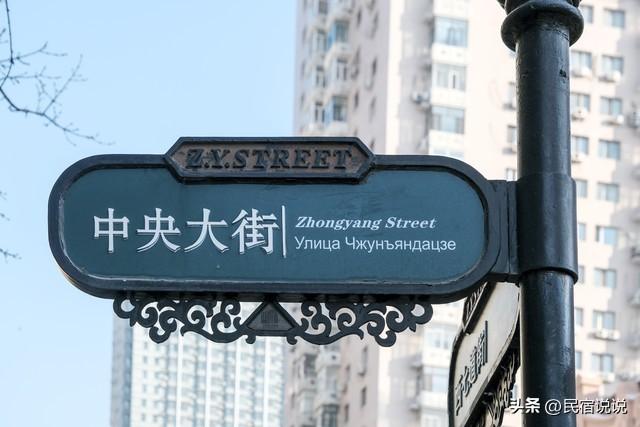 Z.Y.STREET
中央大街
Zhongyang Street
Улица Чжунъяндацзе
头条 @民宿说说